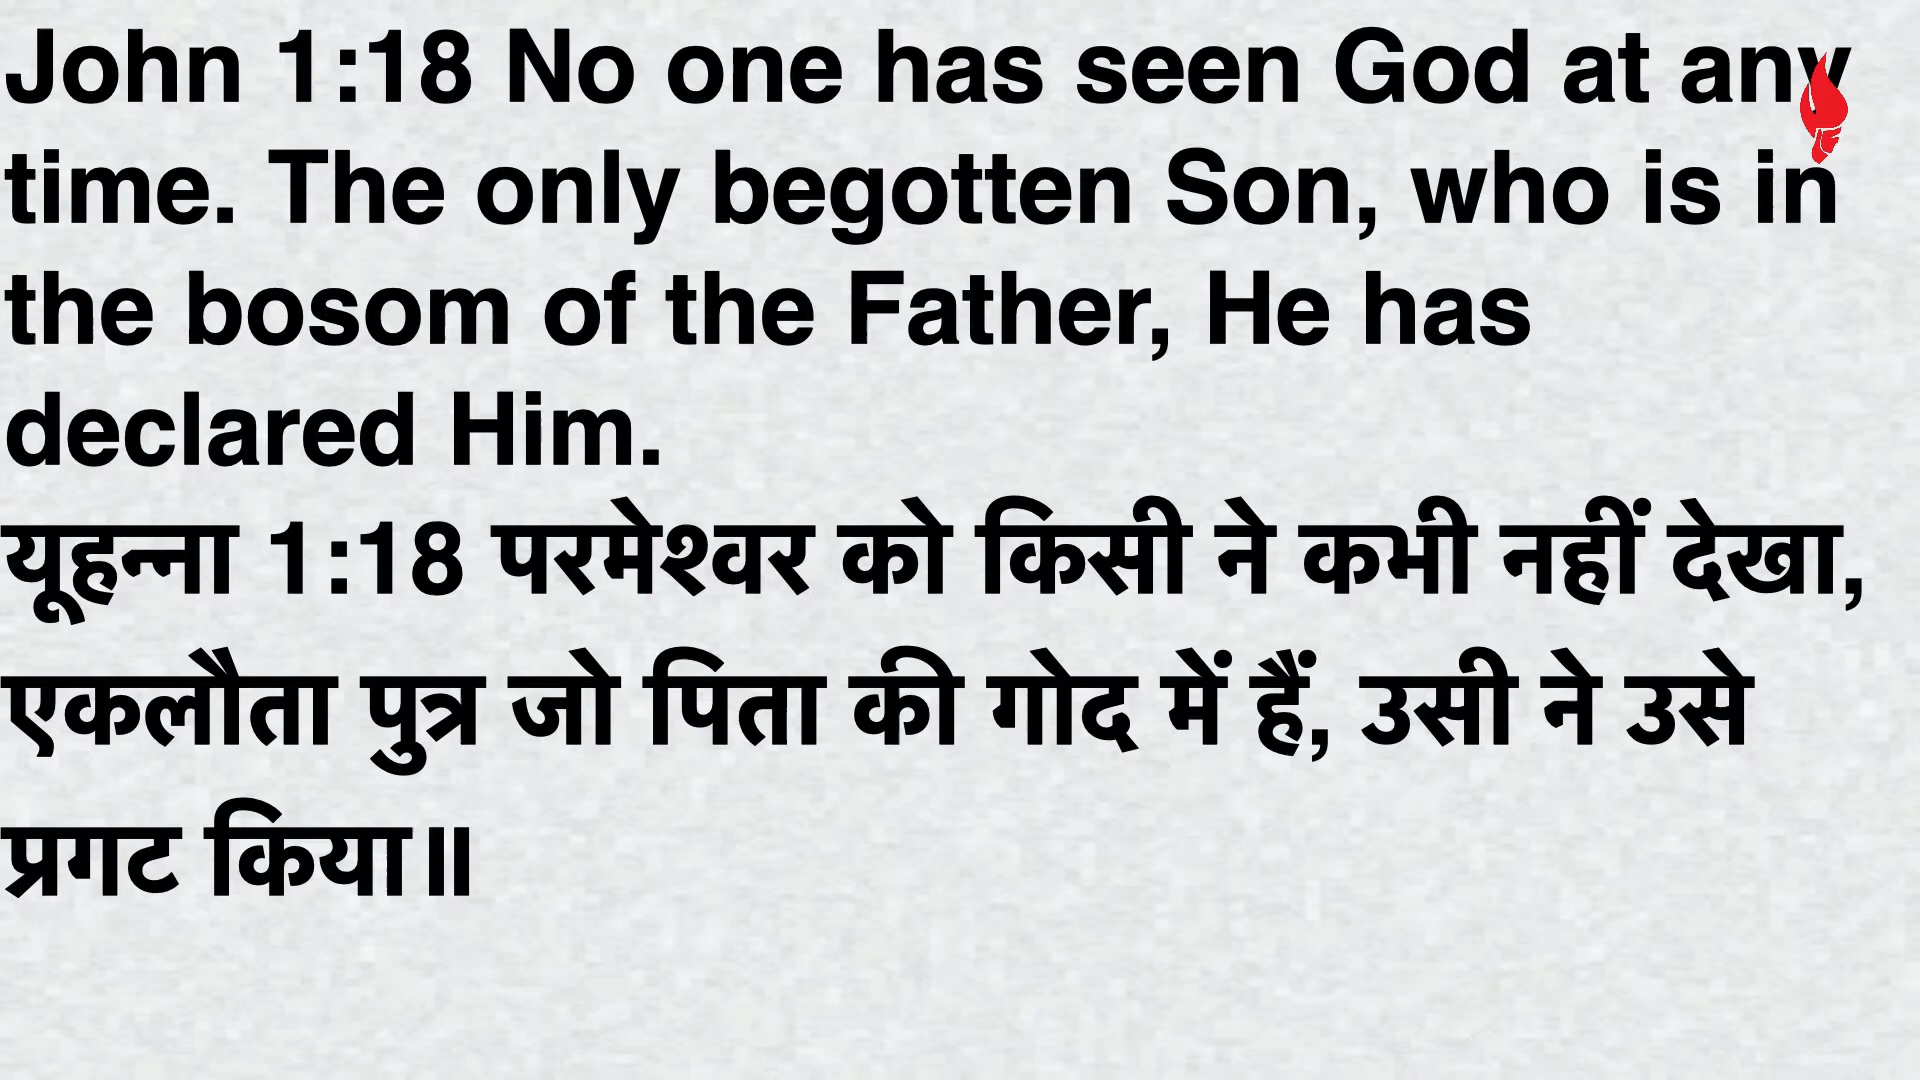 John 1:18 No one has seen God at any
time. The only begotten Son, who is in
the bosom of the Father, He has
declared Him.
यूहन्ना 1:18 परमेश्वर को किसी ने कभी नहीं देखा,
एकलौता पुत्र जो पिता की गोद में हैं, उसी ने उसे
प्रगट किया॥